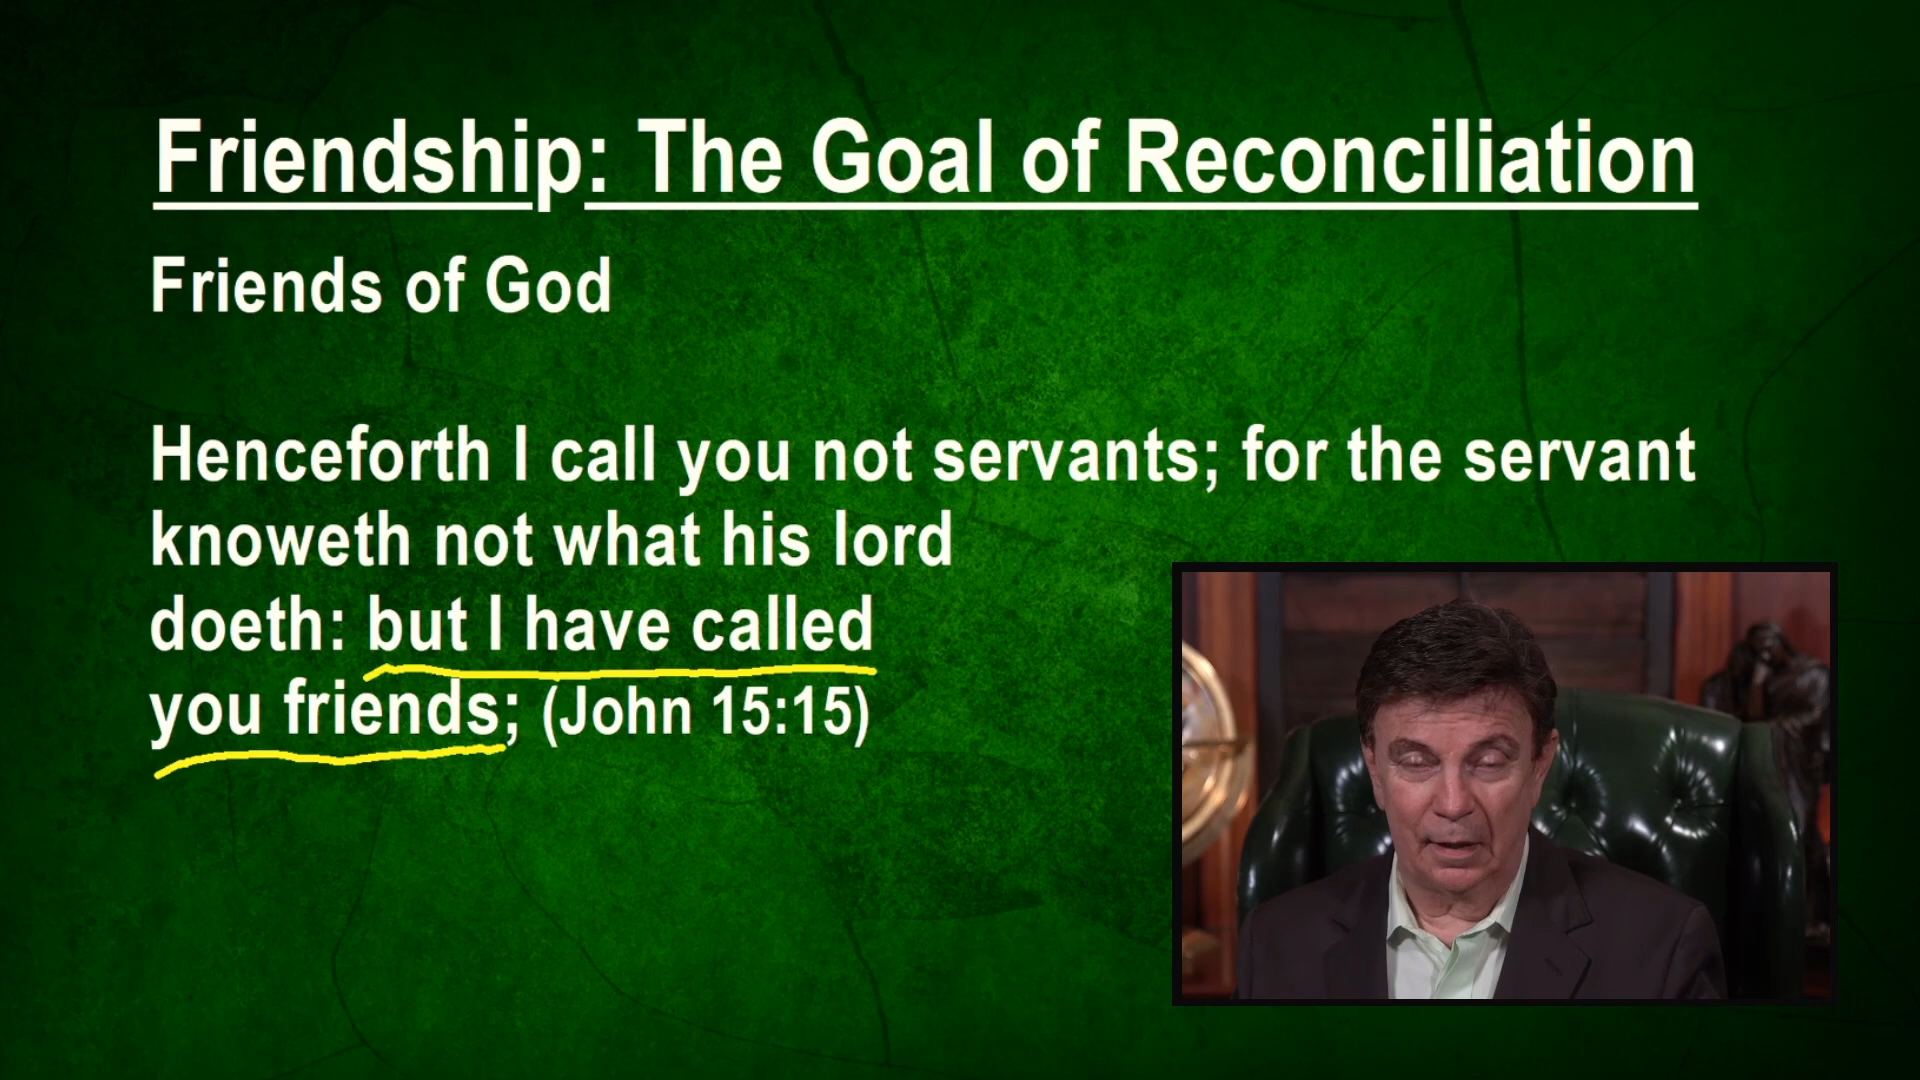 Friendship: The Goal of Reconciliation
Friends of God
Henceforth I call you not servants; for the servant
knoweth not what his lord
doeth: but I have called
you friends; (John 15:15)